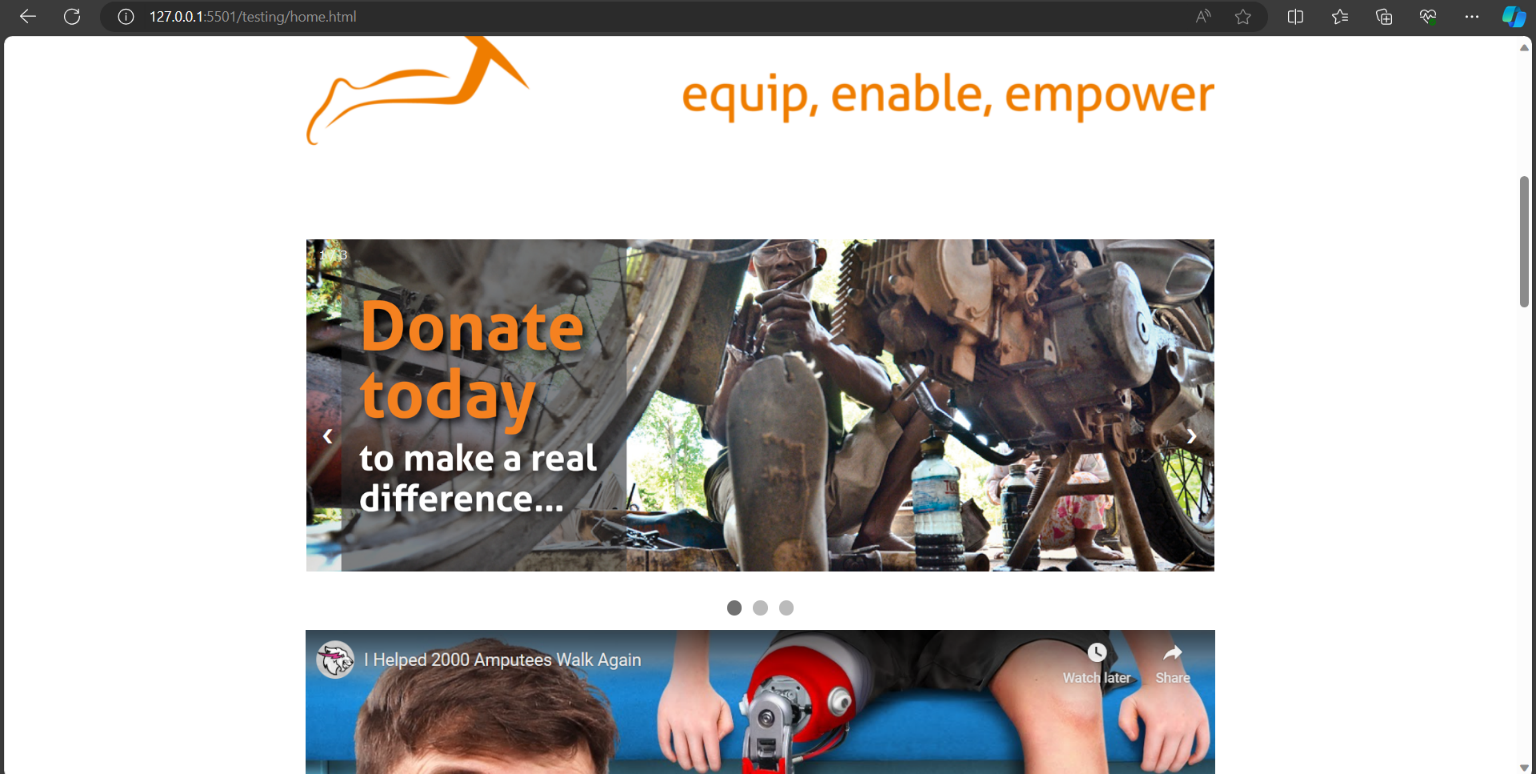 127.0.0.1:5501/testing/home.html
equip, enable, empower
Donate
today
to make a real
difference...
I Helped 2000 Amputees Walk Again
Watch later
Share